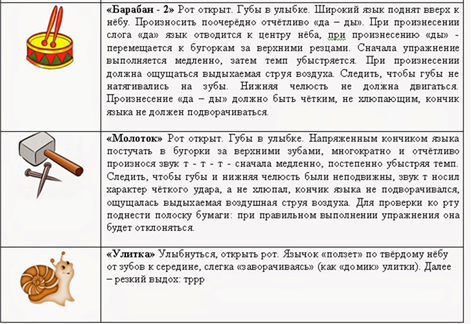 «Барабан - 2» Рот открыт. Губы в улыбке. Широкий язык поднят вверх к
нёбу. Произносить поочерёдно отчётливо «да – ды». При произнесении
слога «да» язык отводится к центру нёба, при произнесению «ды» -
перемещается к бугоркам за верхними резцами. Сначала упражнение
выполняется медленно, затем темп убыстряется. При произнесении
должна ощущаться выдыхаемая струя воздуха. Следить, чтобы губы не
натягивались на зубы. Нижняя челюсть не должна двигаться.
Произнесение «да – ды» должно быть чётким, не хлюпающим, кончик
языка не должен подворачиваться.
«Молоток» Рот открыт. Губы в улыбке. Напряженным кончиком языка
постучать в бугорки за верхними зубами, многократно и отчётливо
произнося звук т - т - т - сначала медленно, постепенно убыстряя темп.
Следить, чтобы губы и нижняя челюсть были неподвижны, звук т носил
характер чёткого удара, а не хлюпал, кончик языка не подворачивался,
ощущалась выдыхаемая воздушная струя воздуха. Для проверки ко рту
поднести полоску бумаги: при правильном выполнении упражнения она
будет отклоняться.
«Улитка» Улыбнуться, открыть рот. Язычок «ползет» по твёрдому нёбу
от зубов к середине, слегка «заворачиваясь» (как «домик» улитки). Далее
– резкий выдох: тррр